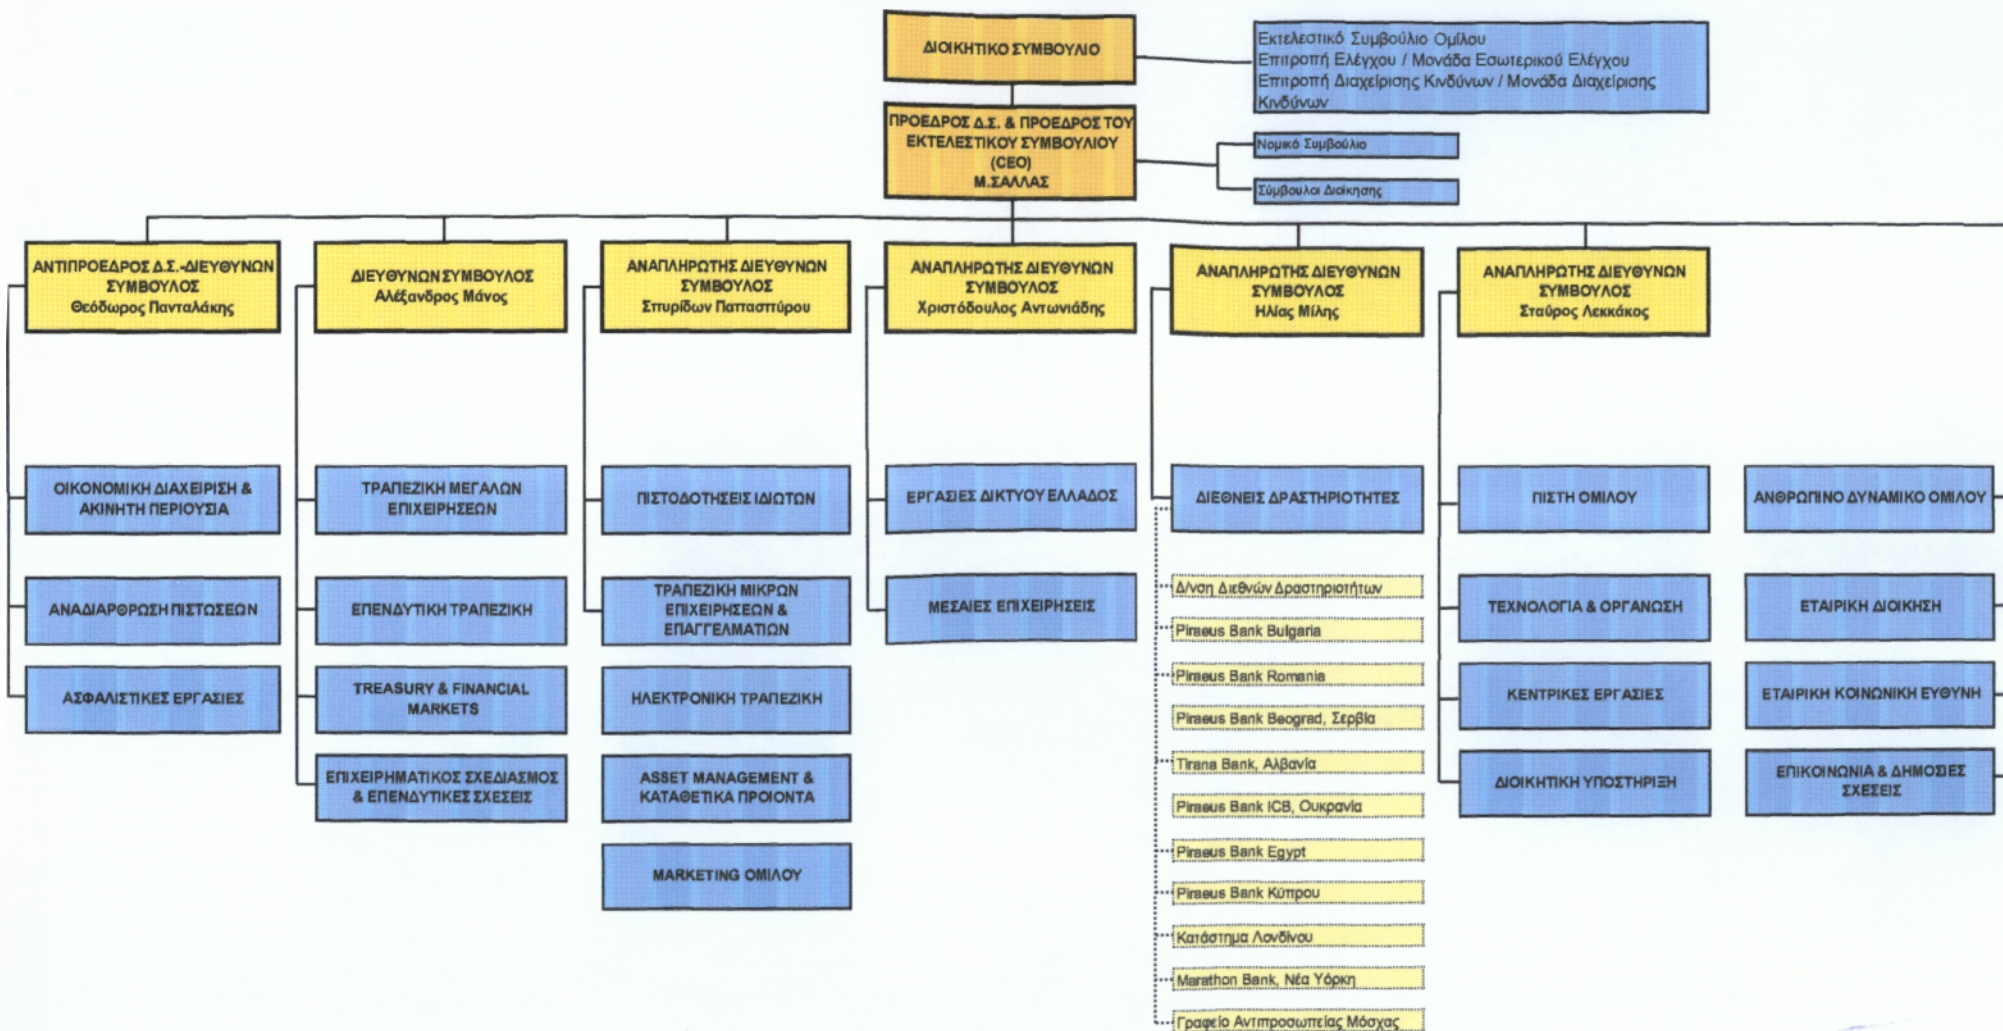 ΔΙΟΙΚΗΤΙΚΟ ΣΥΜΒΟΥΛΙΟ
Εκτελεστικό Συμβούλιο Ομίλου
Επιτροπή Ελέγχου / Μονάδα Εσωτερικού Ελέγχου
Επιτροπή Διαχείρισης Κινδύνων / Μονάδα Διαχείρισης
Κινδύνων
ΠΡΟΕΔΡΟΣ Δ.Σ. & ΠΡΟΕΔΡΟΣ ΤΟΥ
ΕΚΤΕΛΕΣΤΙΚΟΥ ΣΥΜΒΟΥΛΙΟΥ
(CEO)
Μ.ΣΑΛΛΑΣ
Νομικό Συμβούλιο
Σύμβουλοι Διοίκησης
ΑΝΤΙΠΡΟΕΔΡΟΣ Δ.Σ.-ΔΙΕΥΘΥΝΩΝ
ΣΥΜΒΟΥΛΟΣ
Θεόδωρος Πανταλάκης
ΔΙΕΥΘΥΝΩΝ ΣΥΜΒΟΥΛΟΣ
Αλέξανδρος Μάνος
ΑΝΑΠΛΗΡΩΤΗΣ ΔΙΕΥΘΥΝΩΝ
ΣΥΜΒΟΥΛΟΣ
Σπυρίδων Παπασπύρου
ΑΝΑΠΛΗΡΩΤΗΣ ΔΙΕΥΘΥΝΩΝ
ΣΥΜΒΟΥΛΟΣ
Χριστόδουλος Αντωνιάδης
ΑΝΑΠΛΗΡΩΤΗΣ ΔΙΕΥΘΥΝΩΝ
ΣΥΜΒΟΥΛΟΣ
Ηλίας Μίλης
ΑΝΑΠΛΗΡΩΤΗΣ ΔΙΕΥΘΥΝΩΝ
ΣΥΜΒΟΥΛΟΣ
Σταύρος Λεκκάκος
ΟΙΚΟΝΟΜΙΚΗ ΔΙΑΧΕΙΡΙΣΗ &
ΑΚΙΝΗΤΗ ΠΕΡΙΟΥΣΙΑ
ΑΝΑΔΙΑΡΘΡΩΣΗ ΠΙΣΤΩΣΕΩΝ
ΑΣΦΑΛΙΣΤΙΚΕΣ ΕΡΓΑΣΙΕΣ
ΤΡΑΠΕΖΙΚΗ ΜΕΓΑΛΩΝ
ΕΠΙΧΕΙΡΗΣΕΩΝ
ΕΠΕΝΔΥΤΙΚΗ ΤΡΑΠΕΖΙΚΗ
TREASURY & FINANCIAL
MARKETS
ΕΠΙΧΕΙΡΗΜΑΤΙΚΟΣ ΣΧΕΔΙΑΣΜΟΣ
& ΕΠΕΝΔΥΤΙΚΕΣ ΣΧΕΣΕΙΣ
ΠΙΣΤΟΔΟΤΗΣΕΙΣ ΙΔΙΩΤΩΝ
ΤΡΑΠΕΖΙΚΗ ΜΙΚΡΩΝ
ΕΠΙΧΕΙΡΗΣΕΩΝ &
ΕΠΑΓΓΕΛΜΑΤΙΩΝ
ΗΛΕΚΤΡΟΝΙΚΗ ΤΡΑΠΕΖΙΚΗ
ASSET MANAGEMENT &
ΚΑΤΑΘΕΤΙΚΑ ΠΡΟΙΟΝΤΑ
MARKETING ΟΜΙΛΟΥ
ΕΡΓΑΣΙΕΣ ΔΙΚΤΥΟΥ ΕΛΛΑΔΟΣ
ΜΕΣΑΙΕΣ ΕΠΙΧΕΙΡΗΣΕΙΣ
ΔΙΕΘΝΕΙΣ ΔΡΑΣΤΗΡΙΟΤΗΤΕΣ
Δ/νση Διεθνών Δραστηριοτήτων
Piraeus Bank Bulgaria
Piraeus Bank Romania
Piraeus Bank Beograd, Σερβία
Tirana Bank, Αλβανία
Piraeus Bank ICB, Ουκρανία
Piraeus Bank Egypt
Piraeus Bank Κύπρου
Κατάστημα Λονδίνου
Marathon Bank, Νέα Υόρκη
Γραφείο Αντιπροσωπείας Μόσχας
ΠΙΣΤΗ ΟΜΙΛΟΥ
ΤΕΧΝΟΛΟΓΙΑ & ΟΡΓΑΝΩΣΗ
ΚΕΝΤΡΙΚΕΣ ΕΡΓΑΣΙΕΣ
ΔΙΟΙΚΗΤΙΚΗ ΥΠΟΣΤΗΡΙΞΗ
ΑΝΘΡΩΠΙΝΟ ΔΥΝΑΜΙΚΟ ΟΜΙΛΟΥ
ΕΤΑΙΡΙΚΗ ΔΙΟΙΚΗΣΗ
ΕΤΑΙΡΙΚΗ ΚΟΙΝΩΝΙΚΗ ΕΥΘΥΝΗ
ΕΠΙΚΟΙΝΩΝΙΑ & ΔΗΜΟΣΙΕΣ
ΣΧΕΣΕΙΣ